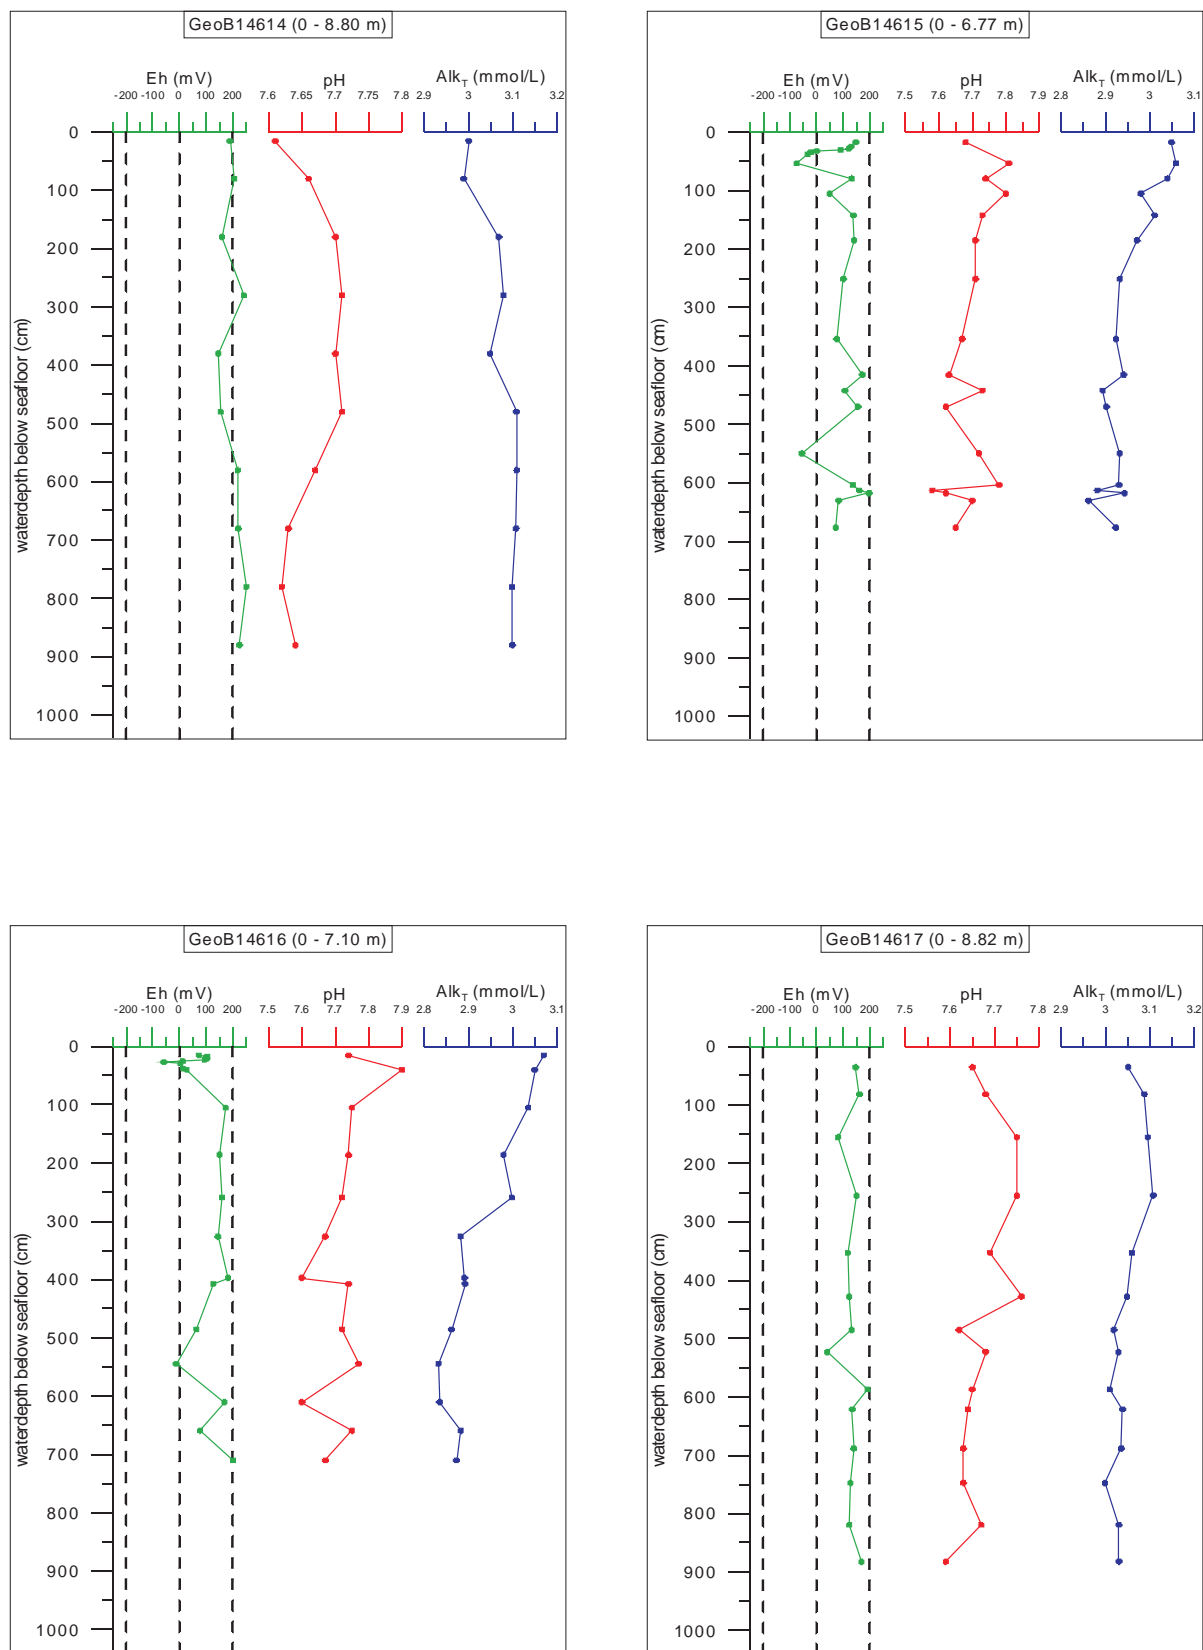 GeoB14614 (0 - 8.80 m)
Eh (mV) pH AlkT (mmol/L)
-200 -100 0 100 200 7.6 7.65 7.7 7.75 7.8 2.9 3 3.1 3.2
0
100
200
300
400
500
600
700
800
900
1000
waterdepth below seafloor (cm)
GeoB14615 (0 - 6.77 m)
Eh (mV) pH AlkT (mmol/L)
-200 -100 0 100 200 7.5 7.6 7.7 7.8 7.9 2.8 2.9 3 3.1
0
100
200
300
400
500
600
700
800
900
1000
waterdepth below seafloor (cm)
GeoB14616 (0 - 7.10 m)
Eh (mV) pH AlkT (mmol/L)
-200 -100 0 100 200 7.5 7.6 7.7 7.8 7.9 2.8 2.9 3 3.1
0
100
200
300
400
500
600
700
800
900
1000
waterdepth below seafloor (cm)
GeoB14617 (0 - 8.82 m)
Eh (mV) pH AlkT (mmol/L)
-200 -100 0 100 200 7.5 7.6 7.7 7.8 2.9 3 3.1 3.2
0
100
200
300
400
500
600
700
800
900
1000
waterdepth below seafloor (cm)